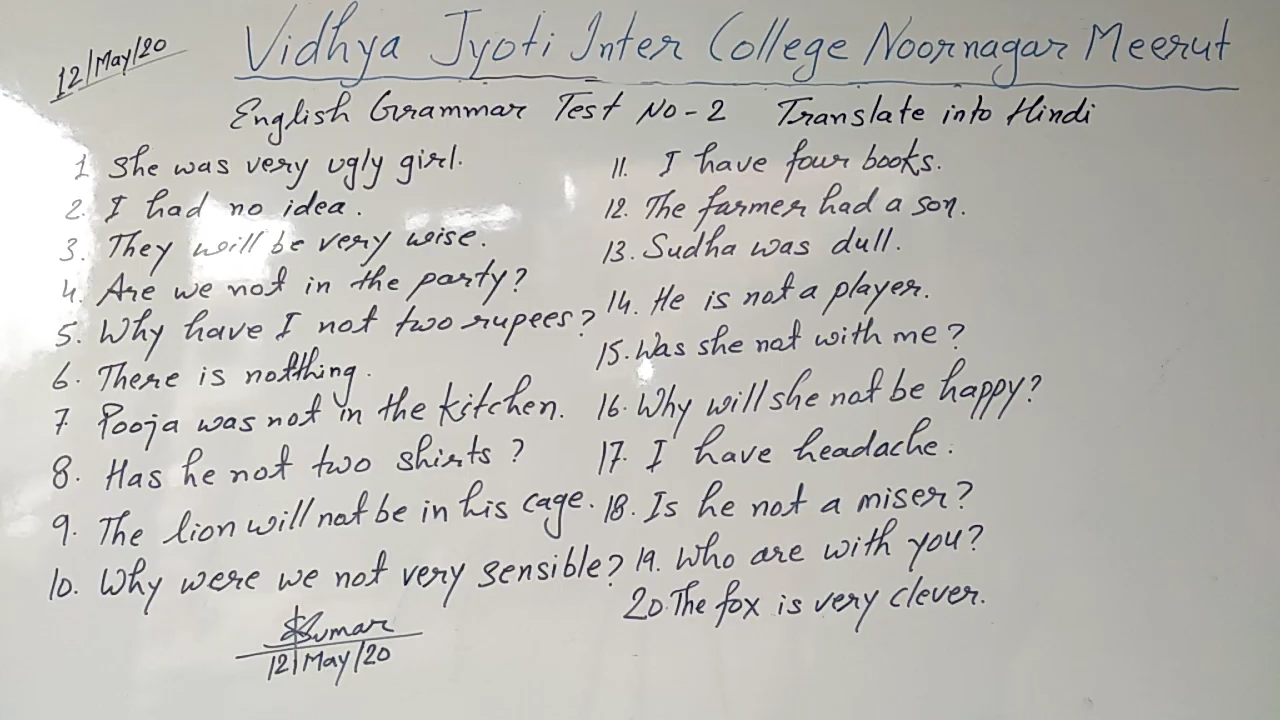 12/May/20
Vidhya Jyoti Inter College Noornagar Meerut
English Grammar Test No-2 Translate into Hindi
1. She was very ugly girl.
2. I had no idea.
3. They will be very wise.
4. Are we not in the party?
5. Why have I not two rupees?
6. There is notthing.
7. Pooja was not in the kitchen.
8. Has he not two shirts?
9. The lion will not be in his cage.
10. Why were we not very sensible?
11. I have four books.
12. The farmer had a son.
13. Sudha was dull.
14. He is not a player.
15. Was she not with me?
16. Why will she not be happy?
17. I have headache.
18. Is he not a miser?
19. Who are with you?
20. The fox is very clever.
Kumar
12/May/20